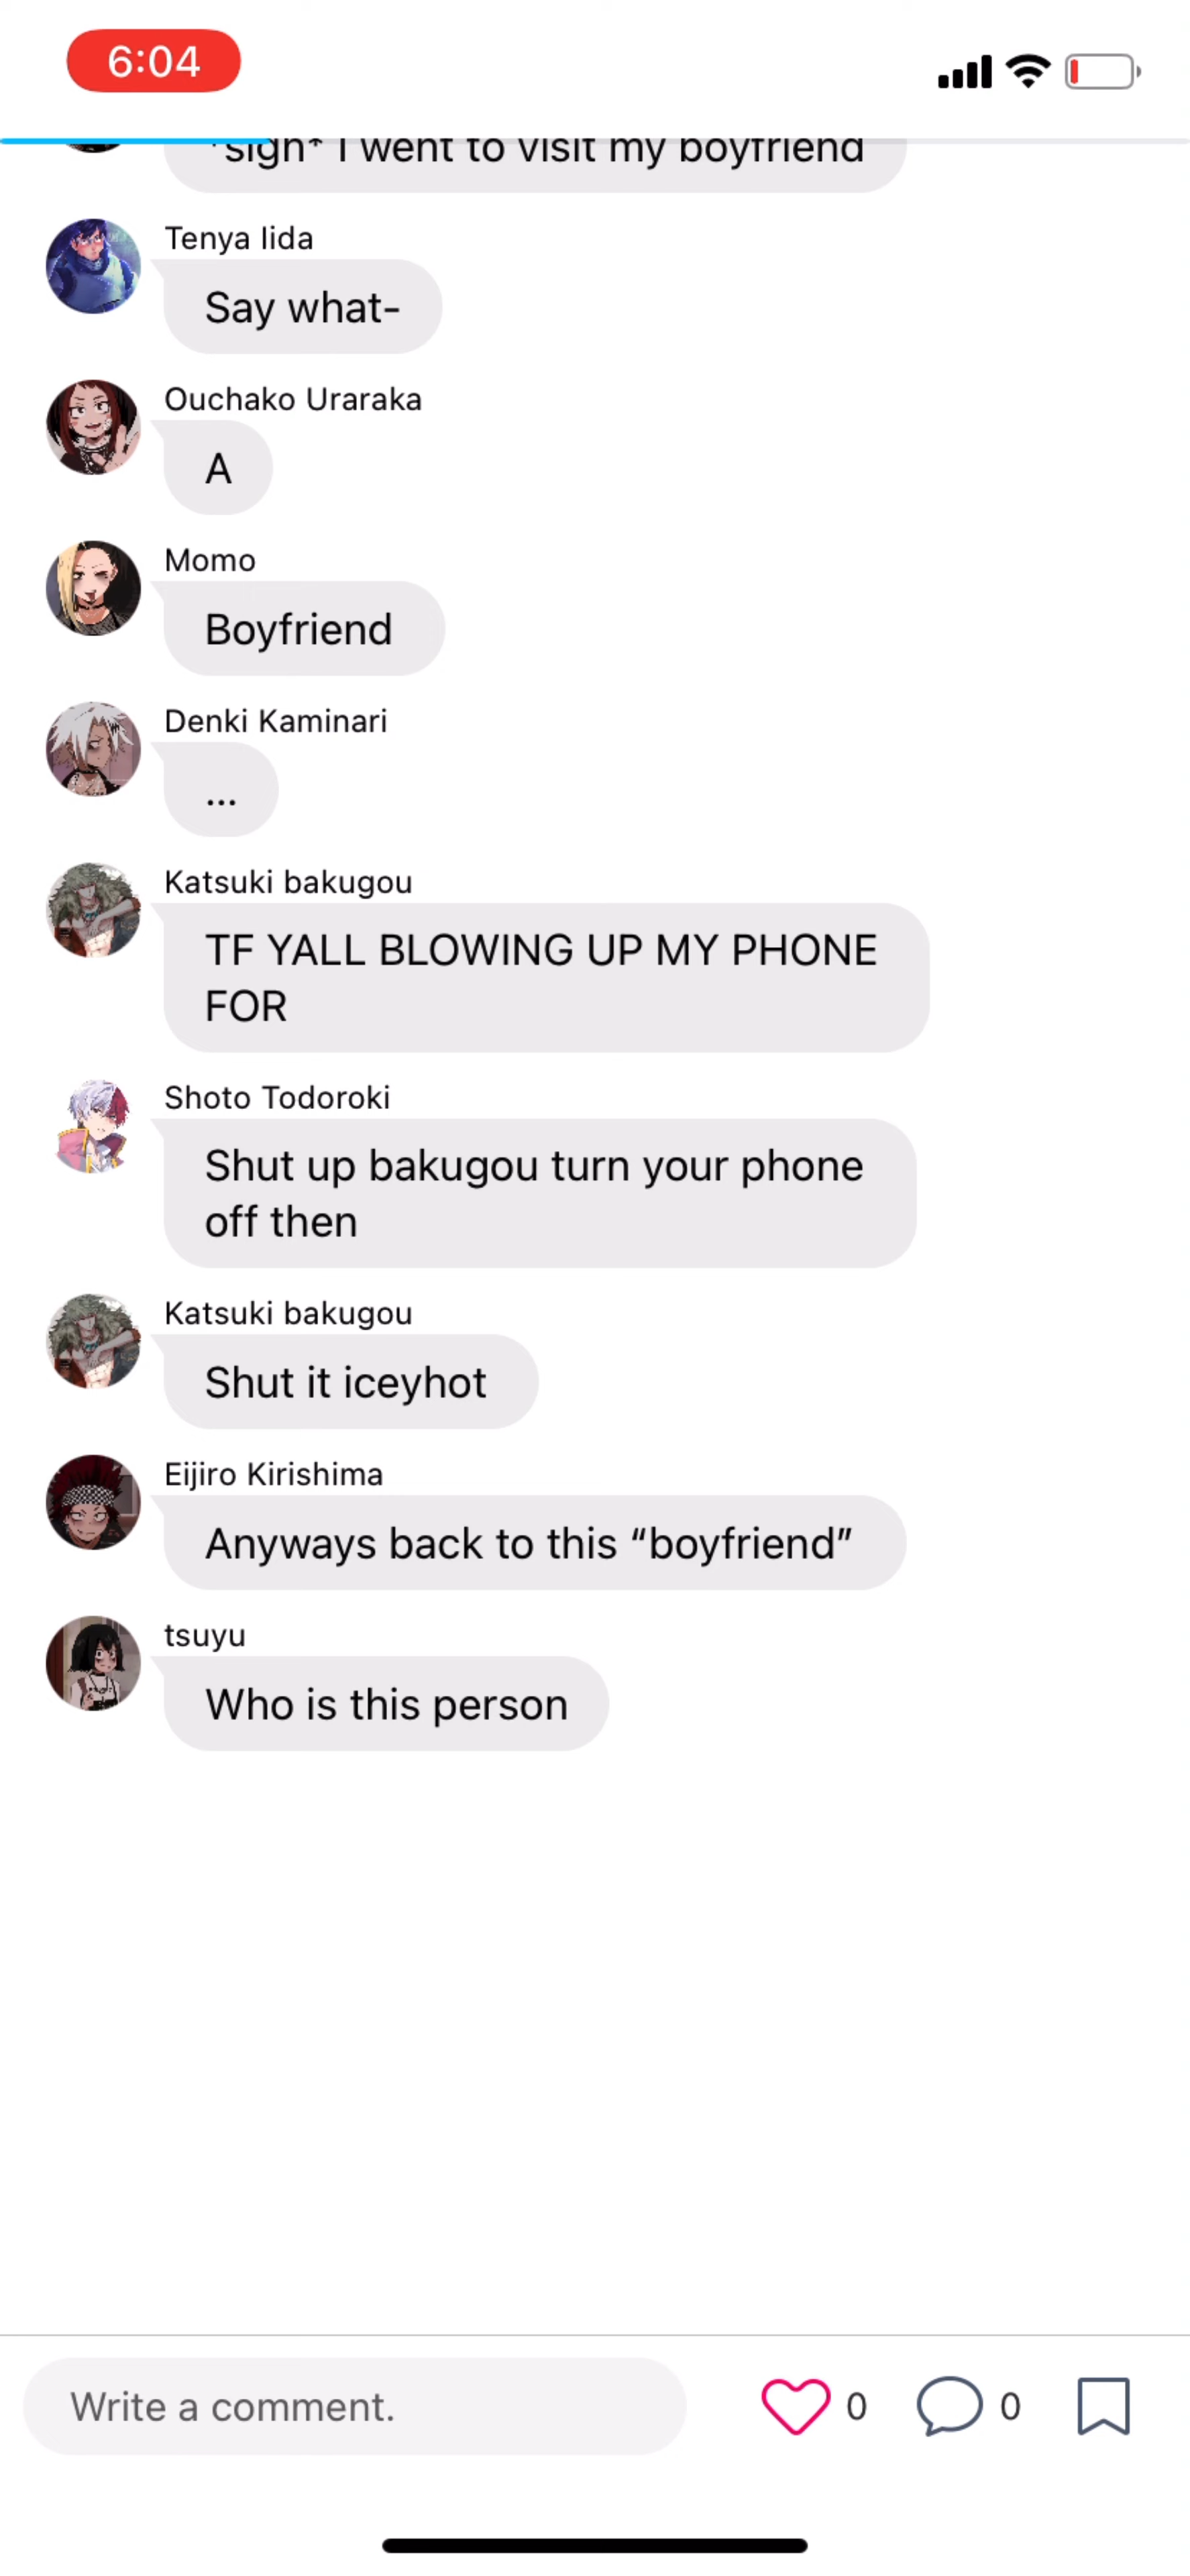 6:04
*sigh* I went to visit my boyfriend
Tenya Iida
Say what-
Ouchako Uraraka
A
Momo
Boyfriend
Denki Kaminari
...
Katsuki bakugou
TF YALL BLOWING UP MY PHONE
FOR
Shoto Todoroki
Shut up bakugou turn your phone
off then
Katsuki bakugou
Shut it iceyhot
Eijiro Kirishima
Anyways back to this “boyfriend”
tsuyu
Who is this person
Write a comment.
0
0